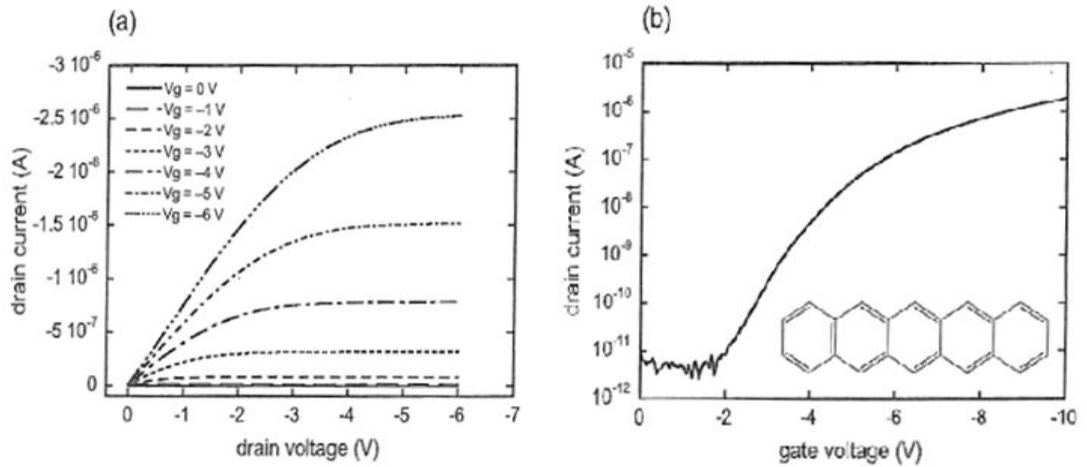 (a)
-3 10⁻⁶
-2.5 10⁻⁶
-2 10⁻⁶
-1.5 10⁻⁶
-1 10⁻⁶
-5 10⁻⁷
0
drain current (A)
Vg = 0 V
Vg = –1 V
Vg = –2 V
Vg = –3 V
Vg = –4 V
Vg = –5 V
Vg = –6 V
0 -1 -2 -3 -4 -5 -6 -7
drain voltage (V)
(b)
10⁻⁵
10⁻⁶
10⁻⁷
10⁻⁸
10⁻⁹
10⁻¹⁰
10⁻¹¹
10⁻¹²
drain current (A)
0 -2 -4 -6 -8 -10
gate voltage (V)